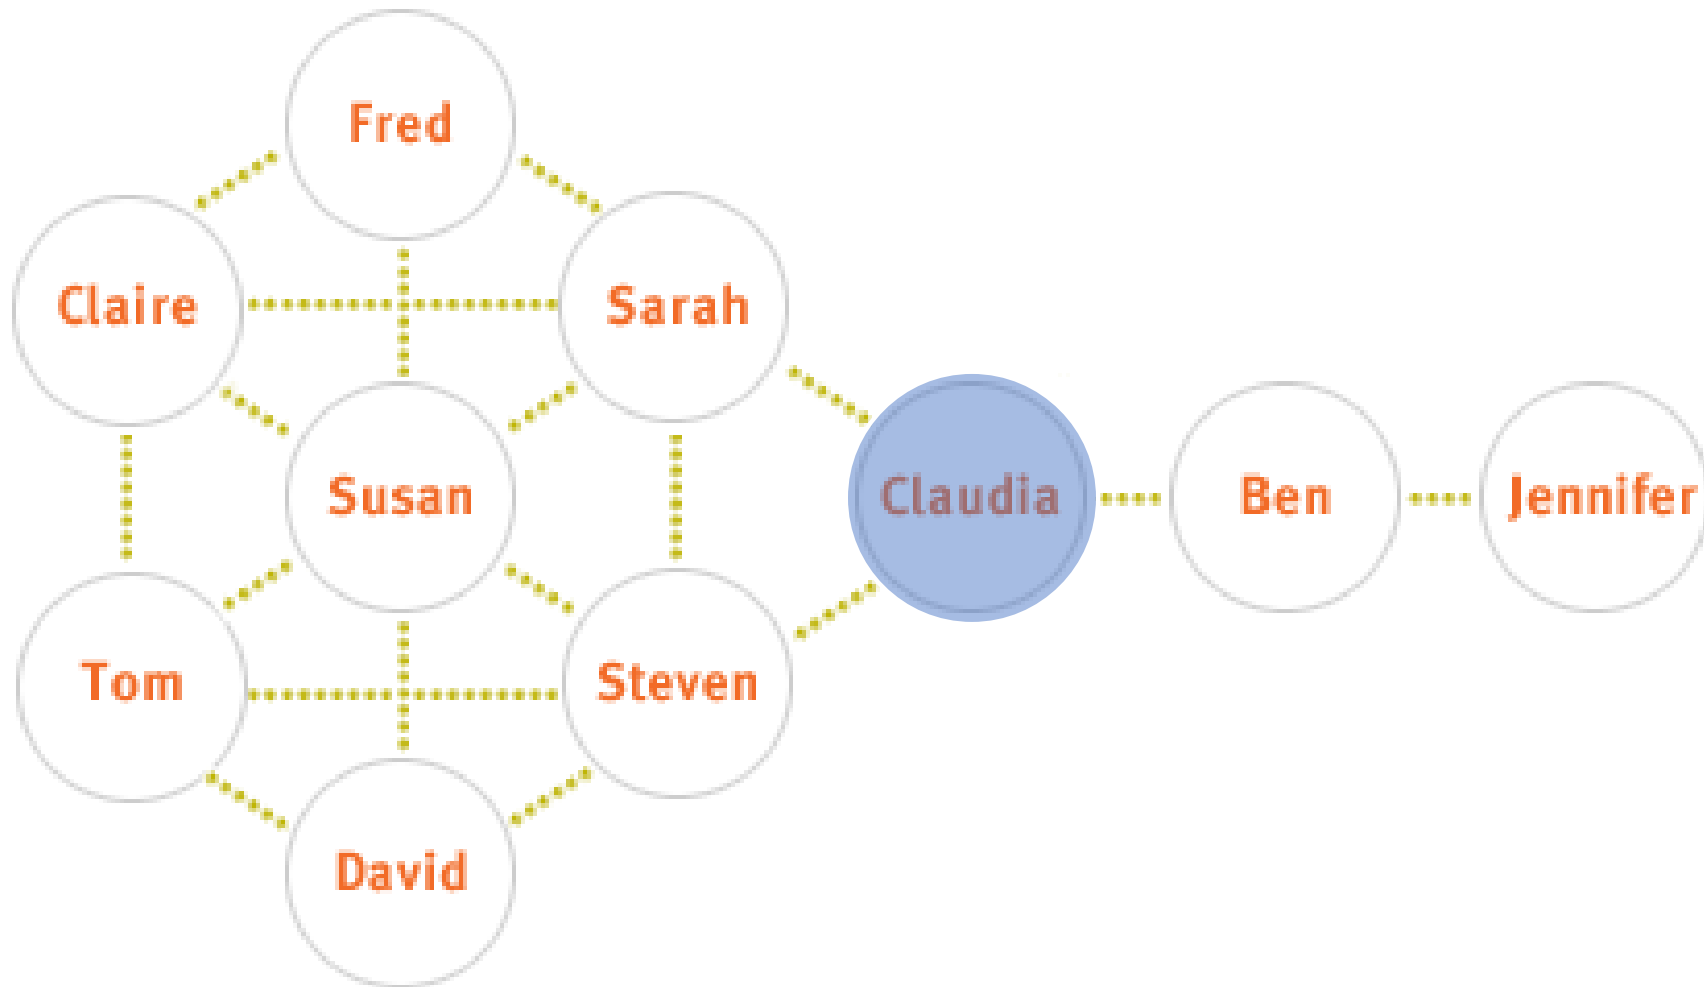 Fred
Claire
Sarah
Susan
Claudia
Ben
Jennifer
Tom
Steven
David